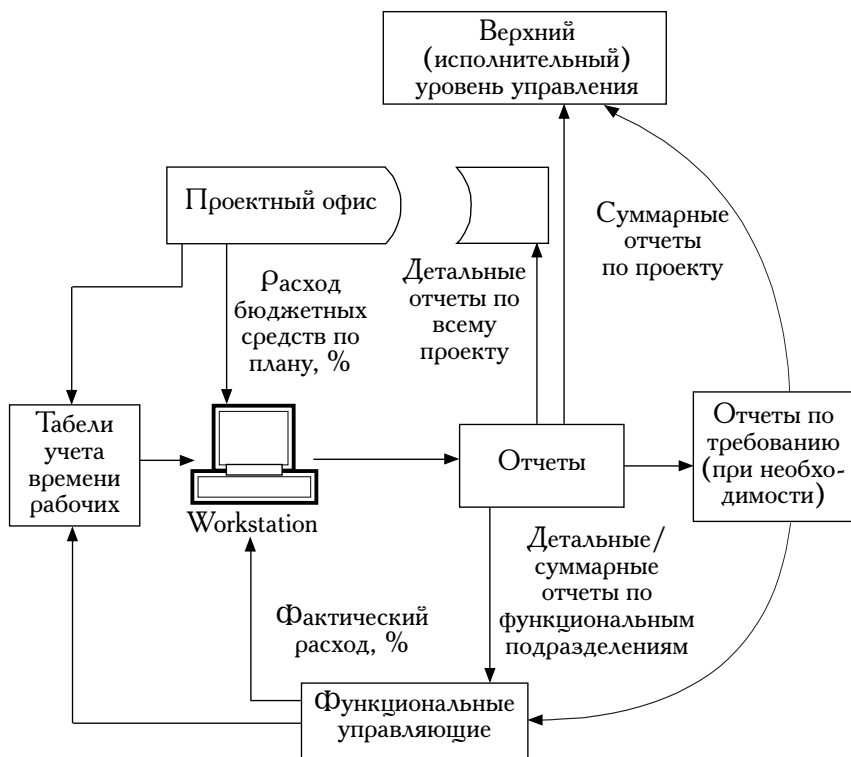 Верхний
(исполнительный)
уровень управления
Проектный офис
Суммарные
отчеты
по проекту
Расход
бюджетных
средств по
плану, %
Детальные
отчеты по
всему
проекту
Табели
учета
времени
рабочих
Workstation
Отчеты
Отчеты по
требованию
(при необхо-
димости)
Детальные/
суммарные
отчеты по
функциональным
подразделениям
Фактический
расход, %
Функциональные
управляющие